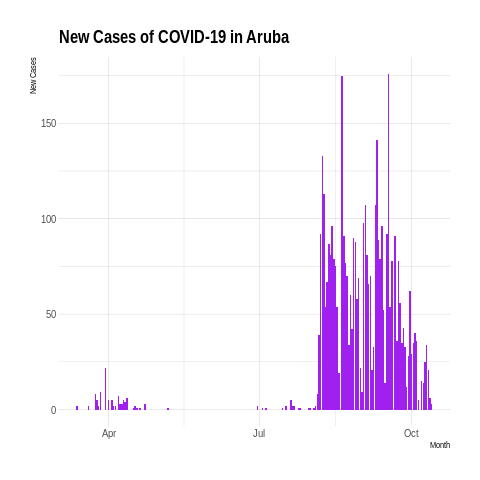 New Cases of COVID-19 in Aruba
New Cases
150
100
50
0
Apr Jul Oct
Month